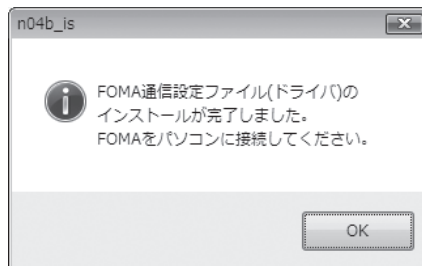 n04b_is
FOMA通信設定ファイル(ドライバ)の
インストールが完了しました。
FOMAをパソコンに接続してください。
OK